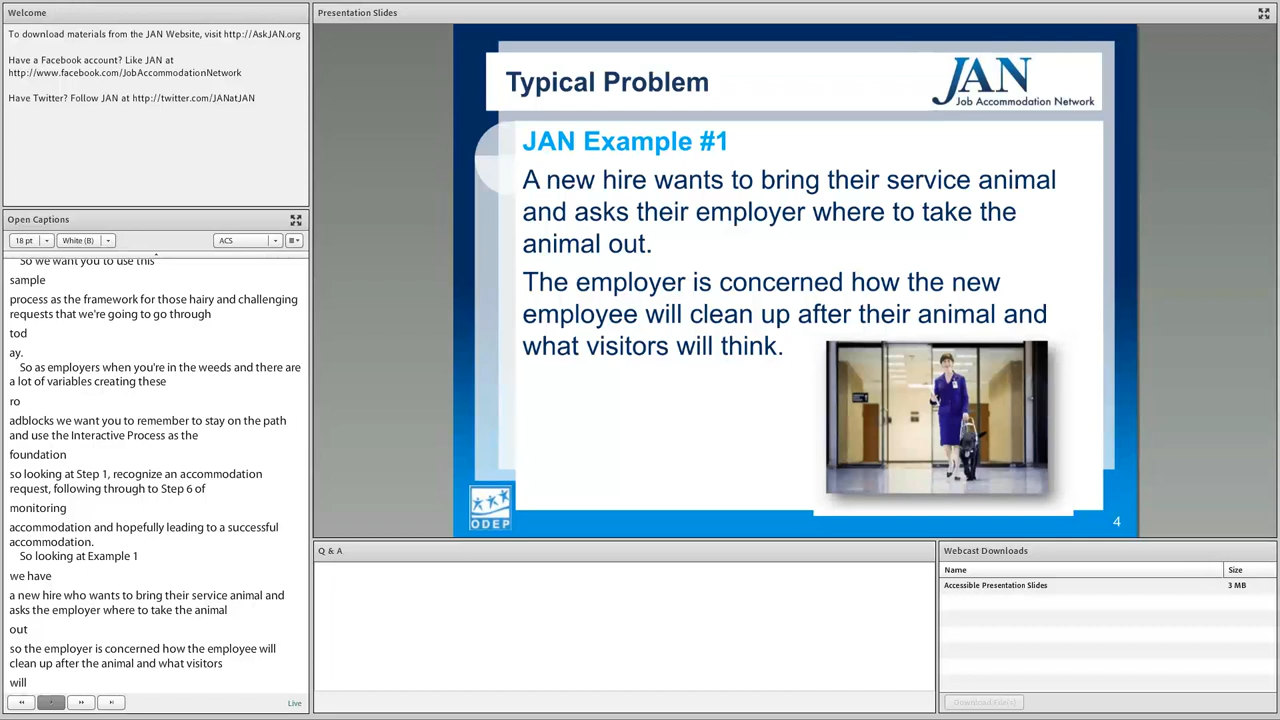 Welcome
To download materials from the JAN Website, visit http://AskJAN.org
Have a Facebook account? Like JAN at
http://www.facebook.com/JobAccommodationNetwork
Have Twitter? Follow JAN at http://twitter.com/JANatJAN
Open Captions
18 pt
White (B)
ACS
So we want you to use this
sample
process as the framework for those hairy and challenging
requests that we're going to go through
tod
ay.
So as employers when you're in the weeds and there are
a lot of variables creating these
ro
adblocks we want you to remember to stay on the path
and use the Interactive Process as the
foundation
so looking at Step 1, recognize an accommodation
request, following through to Step 6 of
monitoring
accommodation and hopefully leading to a successful
accommodation.
So looking at Example 1
we have
a new hire who wants to bring their service animal and
asks the employer where to take the animal
out
so the employer is concerned how the employee will
clean up after the animal and what visitors
will
Live
Presentation Slides
Typical Problem
JAN
Job Accommodation Network
JAN Example #1
A new hire wants to bring their service animal
and asks their employer where to take the
animal out.
The employer is concerned how the new
employee will clean up after their animal and
what visitors will think.
ODEP
4
Q & A
Webcast Downloads
Name
Size
Accessible Presentation Slides
3 MB
Download File(s)